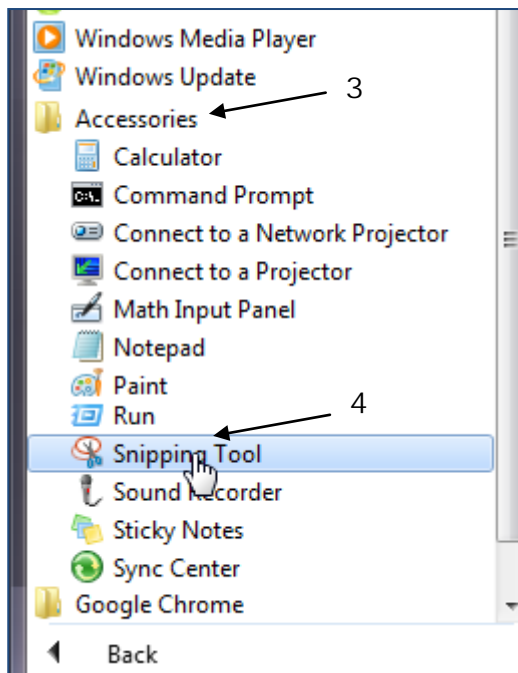 Windows Media Player
Windows Update
3
Accessories
Calculator
C:\.
Command Prompt
Connect to a Network Projector
Connect to a Projector
Math Input Panel
Notepad
Paint
Run
4
Snipping Tool
Sound Recorder
Sticky Notes
Sync Center
Google Chrome
Back